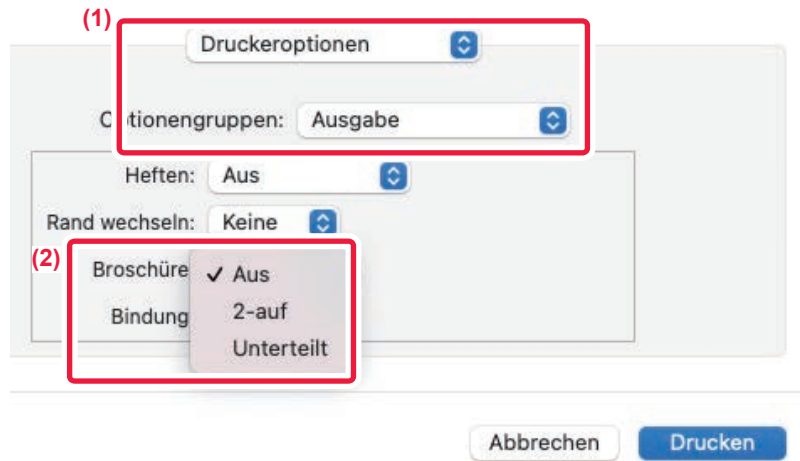 (1)
Druckeroptionen
Optionengruppen: Ausgabe
Heften: Aus
Rand wechseln: Keine
(2)
Broschüre ✓ Aus
2-auf
Bindung
Unterteilt
Abbrechen Drucken